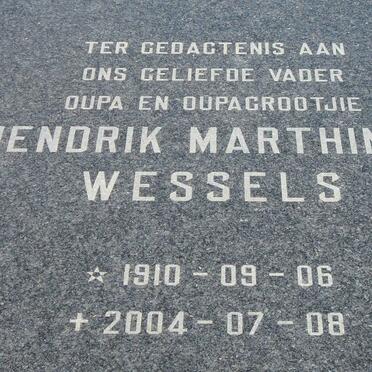 TER GEDAGTENIS AAN
ONS GELIEFDE VADER
OUPA EN OUPAGROOTJIE
HENDRIK MARTHIN
WESSELS
☆ 1910 - 09 - 06
+ 2004 - 07 - 08